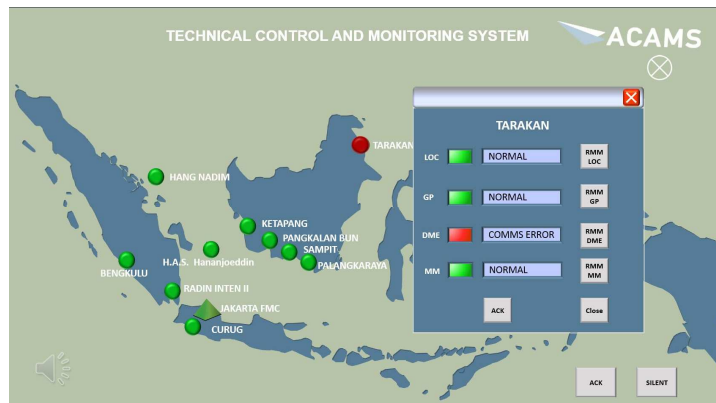 TECHNICAL CONTROL AND MONITORING SYSTEM
ACAMS
TARAKAN
HANG NADIM
KETAPANG
PANGKALAN BUN
SAMPIT
H.A.S. Hananjoeddin
PALANGKARAYA
BENGKULU
RADIN INTEN II
JAKARTA FMC
CURUG
TARAKAN
LOC NORMAL RMM LOC
GP NORMAL RMM GP
DME COMMS ERROR RMM DME
MM NORMAL RMM MM
ACK Close
ACK SILENT